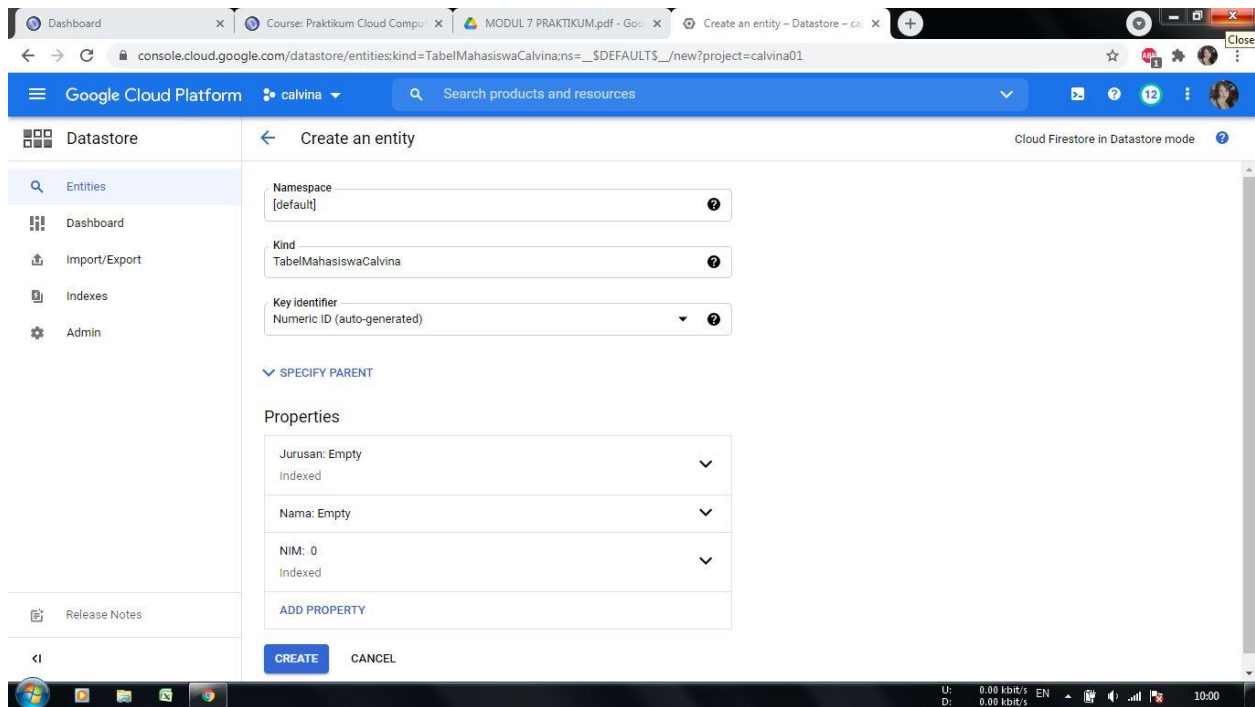 Dashboard
Course: Praktikum Cloud Compu
MODUL 7 PRAKTIKUM.pdf - Goo
Create an entity – Datastore – cal
Close
console.cloud.google.com/datastore/entities;kind=TabelMahasiswaCalvina;ns=__$DEFAULT$__/new?project=calvina01
ABP
1
Google Cloud Platform
calvina
Search products and resources
12
Datastore
Create an entity
Cloud Firestore in Datastore mode
Entities
Dashboard
Import/Export
Indexes
Admin
Release Notes
Namespace
[default]
Kind
TabelMahasiswaCalvina
Key identifier
Numeric ID (auto-generated)
SPECIFY PARENT
Properties
Jurusan: Empty
Indexed
Nama: Empty
NIM: 0
Indexed
ADD PROPERTY
CREATE
CANCEL
U: 0.00 kbit/s
D: 0.00 kbit/s
EN
10:00